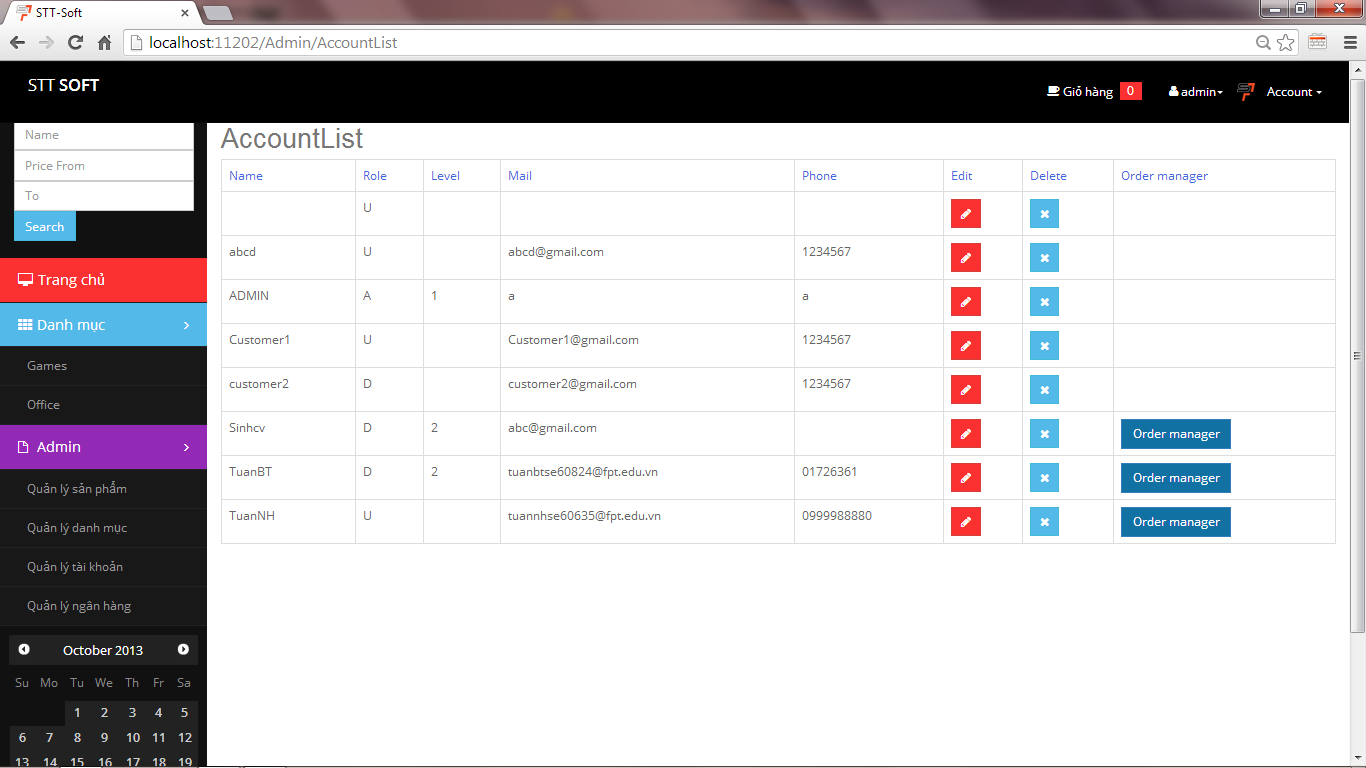 STT-Soft
localhost:11202/Admin/AccountList
STT SOFT
Giỏ hàng 0 admin Account
Name
Price From
To
Search
Trang chủ
Danh mục
Games
Office
Admin
Quản lý sản phẩm
Quản lý danh mục
Quản lý tài khoản
Quản lý ngân hàng
October 2013
Su Mo Tu We Th Fr Sa
1 2 3 4 5
6 7 8 9 10 11 12
13 14 15 16 17 18 19
AccountList
Name Role Level Mail Phone Edit Delete Order manager
U
abcd U abcd@gmail.com 1234567
ADMIN A 1 a a
Customer1 U Customer1@gmail.com 1234567
customer2 D customer2@gmail.com 1234567
Sinhcv D 2 abc@gmail.com Order manager
TuanBT D 2 tuanbtse60824@fpt.edu.vn 01726361 Order manager
TuanNH U tuannhse60635@fpt.edu.vn 0999988880 Order manager